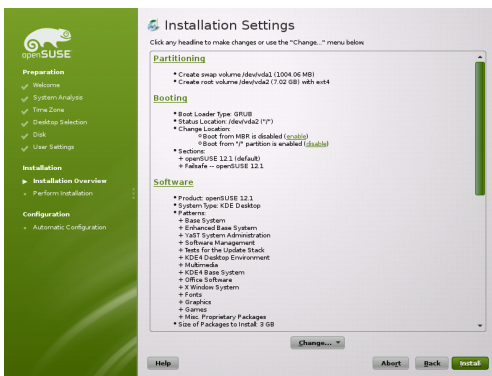 openSUSE
Preparation
Welcome
System Analysis
Time Zone
Desktop Selection
Disk
User Settings
Installation
Installation Overview
Perform Installation
Configuration
Automatic Configuration
Installation Settings
Click any headline to make changes or use the "Change..." menu below.
Partitioning
Create swap volume /dev/vda1 (1004.06 MB)
Create root volume /dev/vda2 (7.02 GB) with ext4
Booting
Boot Loader Type: GRUB
Status Location: /dev/vda2 ("/")
Change Location:
Boot from MBR is disabled (enable)
Boot from "/" partition is enabled (disable)
Sections:
+ openSUSE 12.1 (default)
+ Failsafe -- openSUSE 12.1
Software
Product: openSUSE 12.1
System Type: KDE Desktop
Patterns:
+ Base System
+ Enhanced Base System
+ YaST System Administration
+ Software Management
+ Tests for the Update Stack
+ KDE4 Desktop Environment
+ Multimedia
+ KDE4 Base System
+ Office Software
+ X Window System
+ Fonts
+ Graphics
+ Games
+ Misc. Proprietary Packages
Size of Packages to Install: 3 GB
Change...
Help
Abort
Back
Install